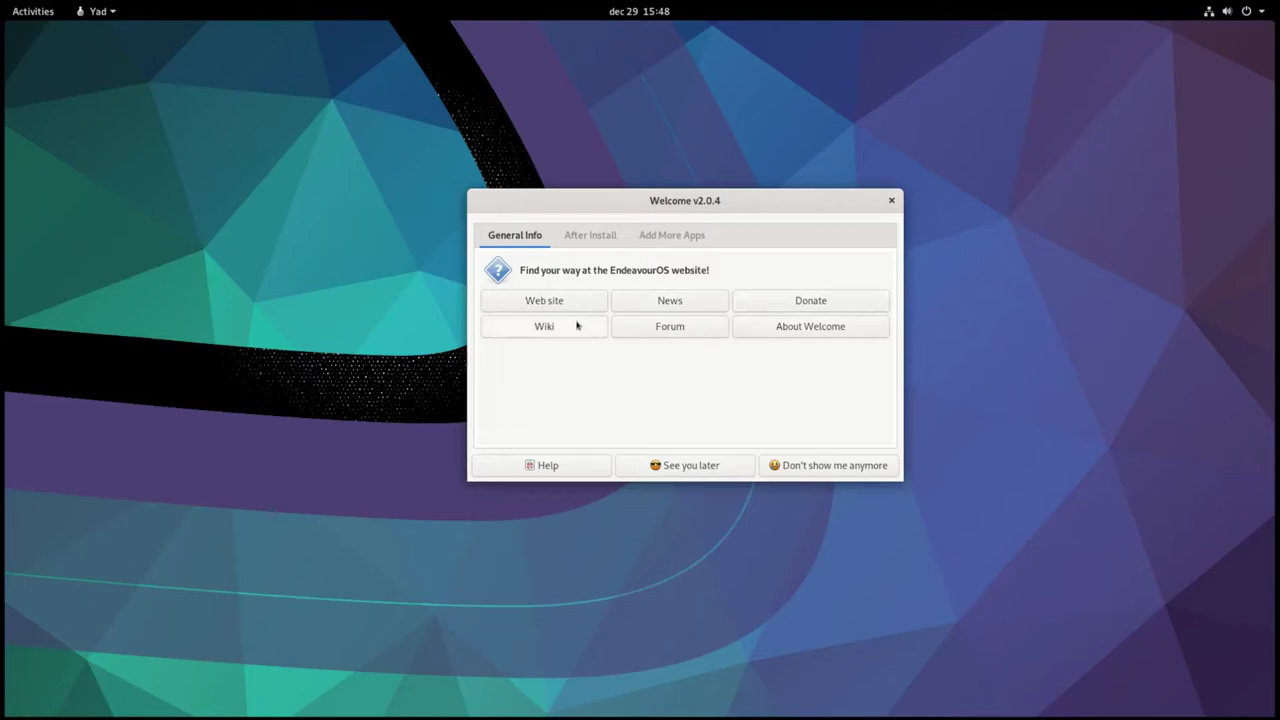 Activities Yad dec 29 15:48
Welcome v2.0.4
General Info After Install Add More Apps
Find your way at the EndeavourOS website!
Web site News Donate
Wiki Forum About Welcome
Help See you later Don't show me anymore